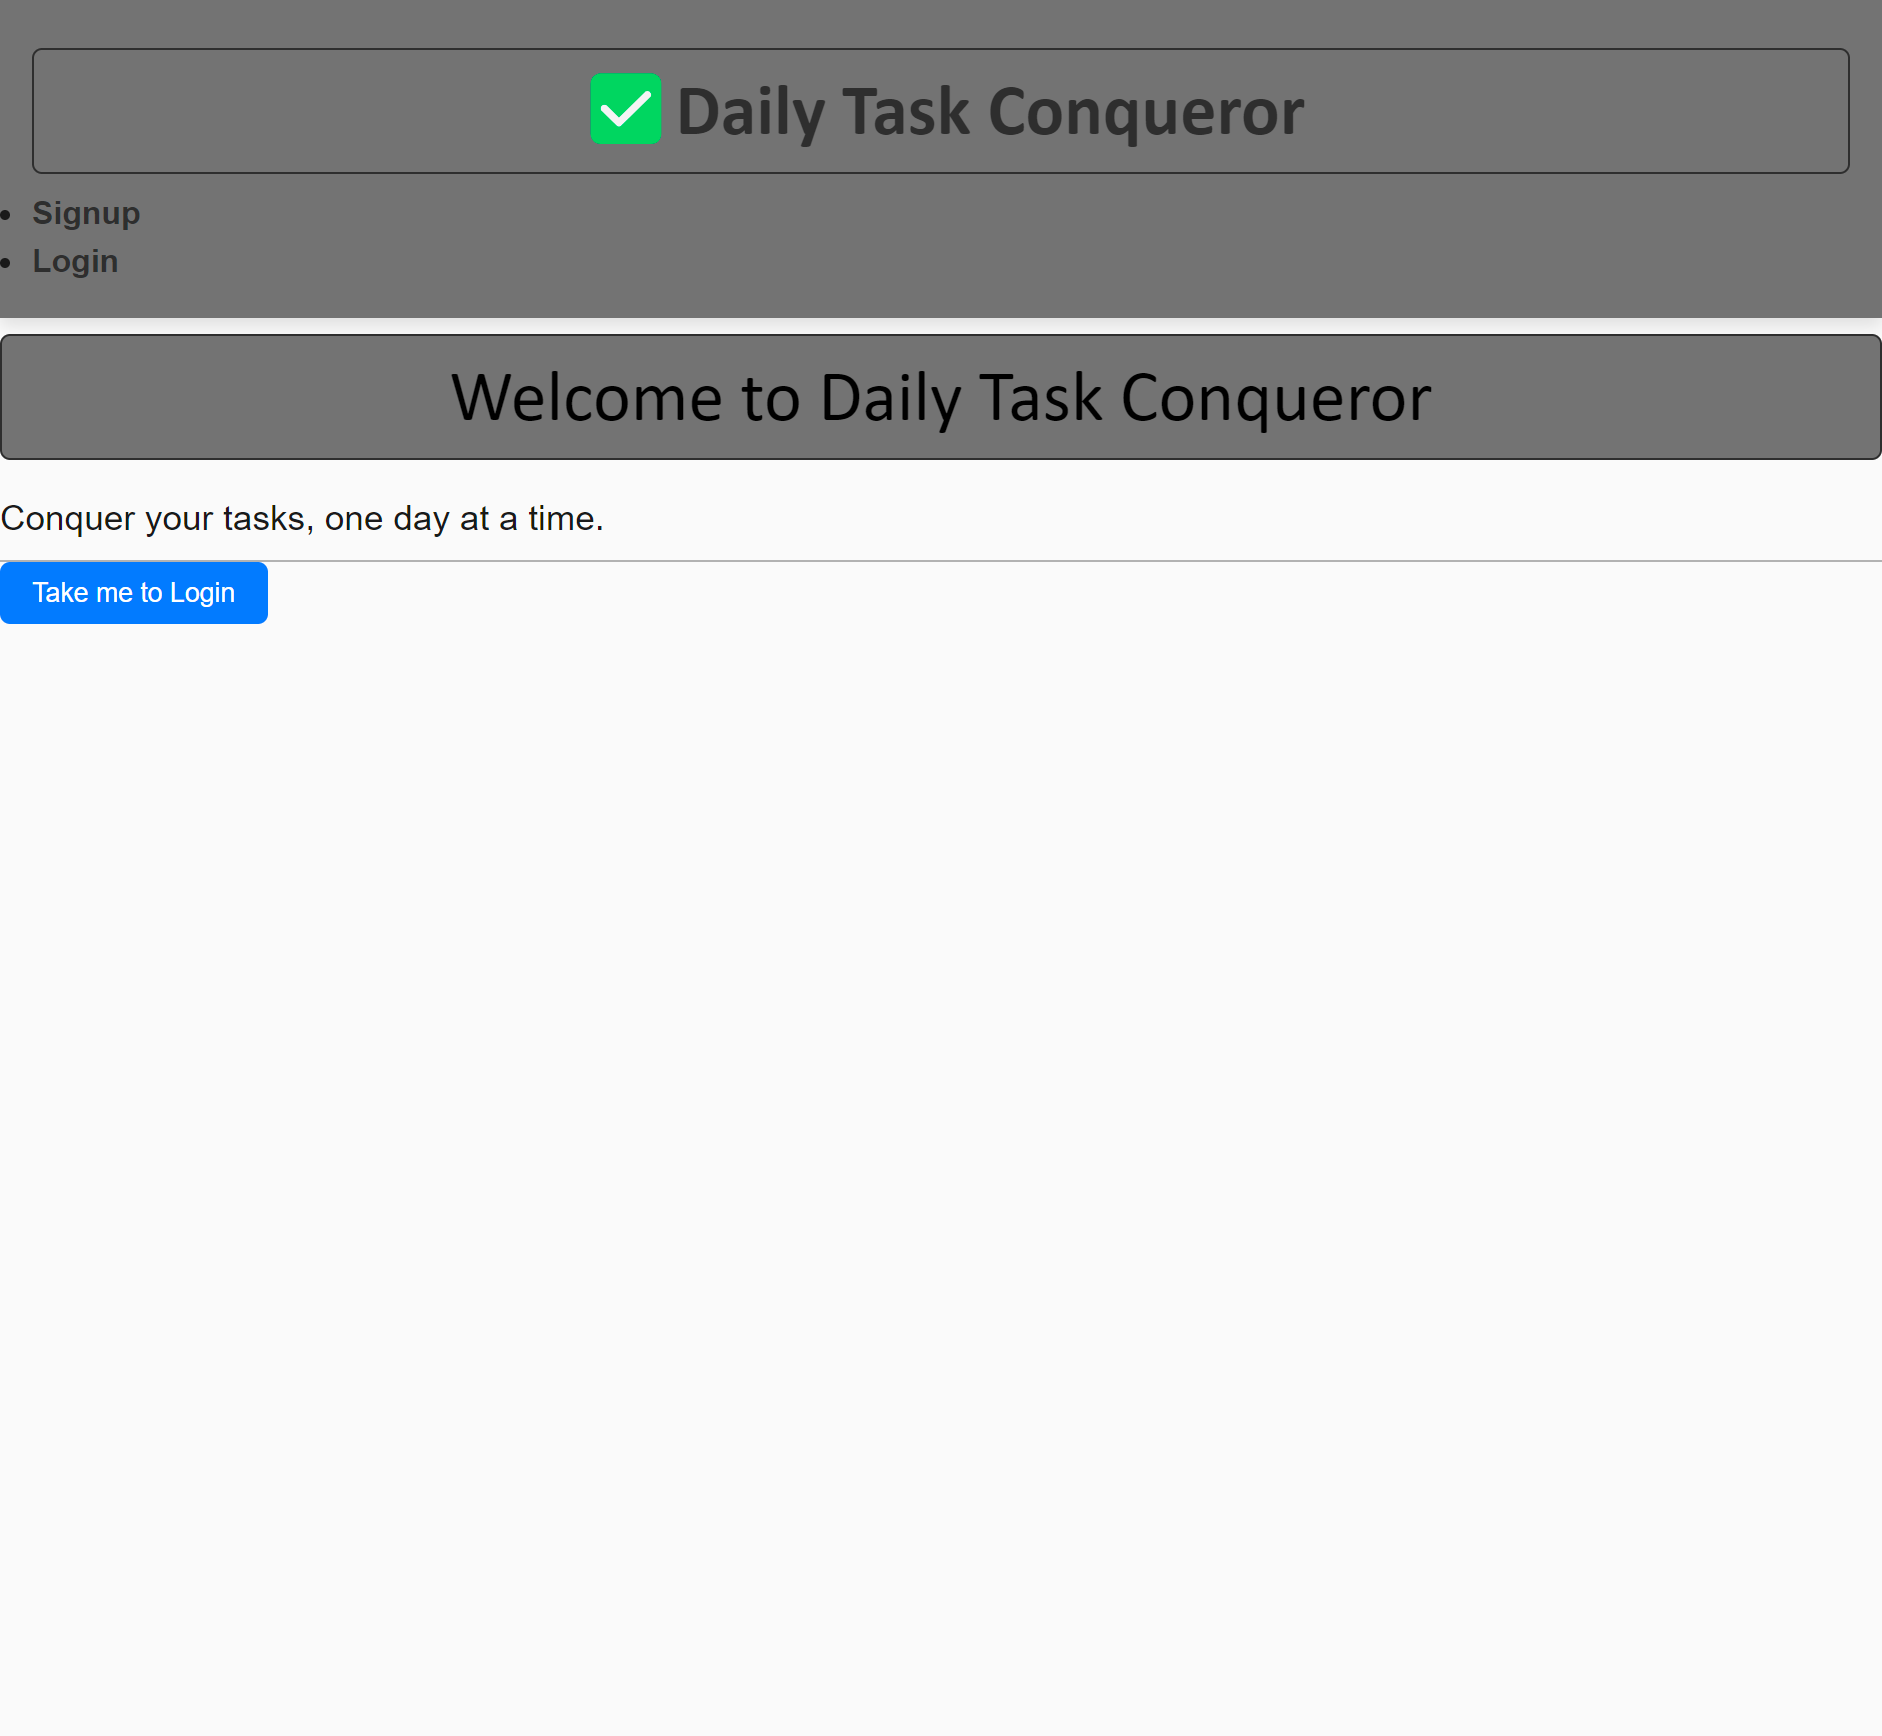 ✅ Daily Task Conqueror
• Signup
• Login
Welcome to Daily Task Conqueror
Conquer your tasks, one day at a time.
Take me to Login